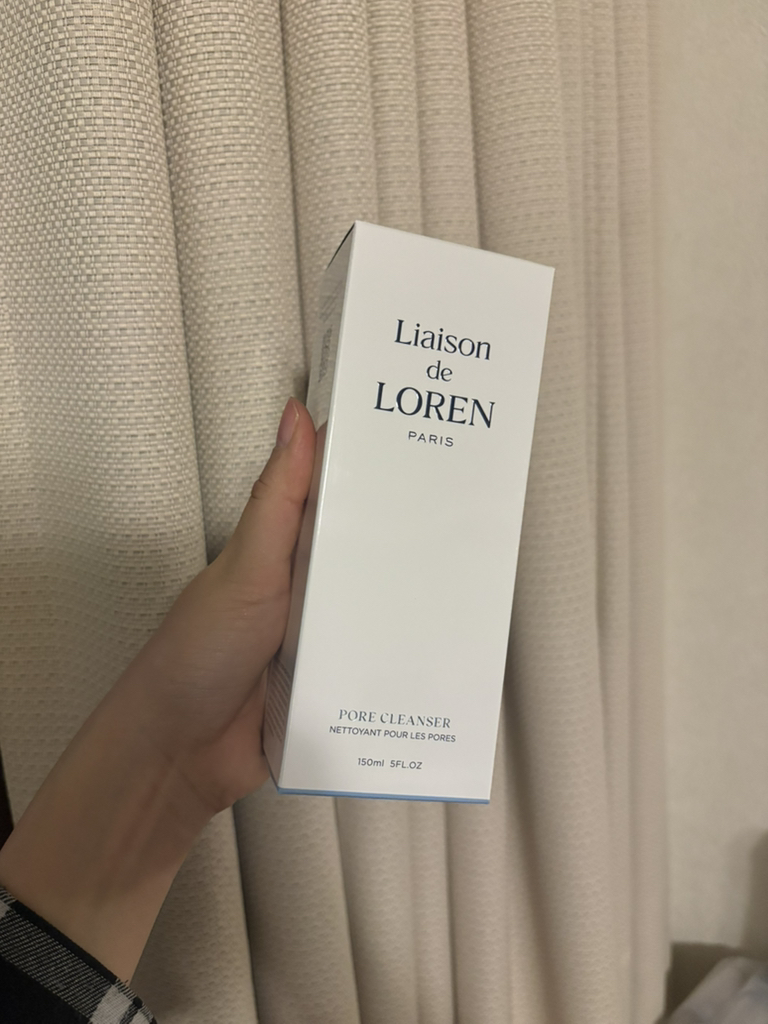 Liaison
de
LOREN
PARIS
PORE CLEANSER
NETTOYANT POUR LES PORES
150ml 5FL.OZ